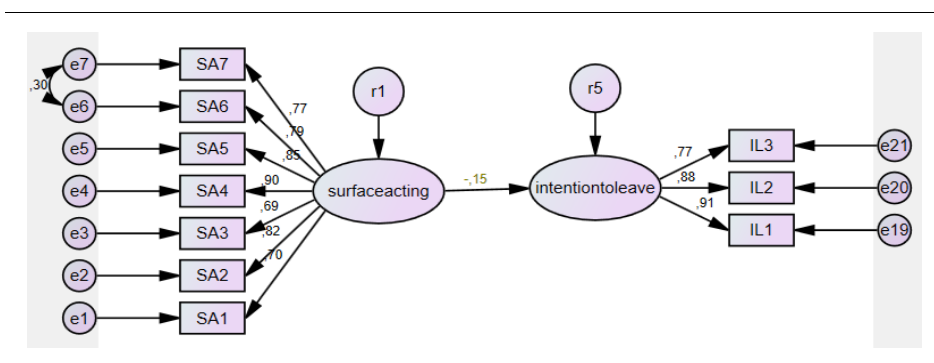 e7
SA7
,30
e6
SA6
e5
SA5
e4
SA4
e3
SA3
e2
SA2
e1
SA1
,77
,79
,85
,90
,69
,82
,70
r1
surfaceacting
-,15
r5
intentiontoleave
,77
,88
,91
IL3
e21
IL2
e20
IL1
e19